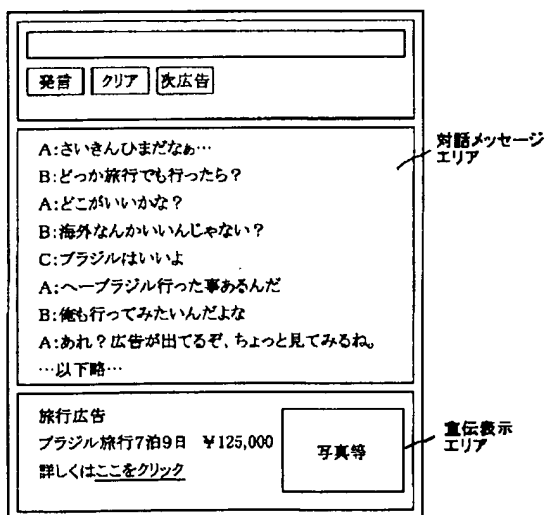 発言 クリア 次広告
対話メッセージ
エリア
A:さいきんひまだなぁ…
B:どっか旅行でも行ったら？
A:どこがいいかな？
B:海外なんかいいんじゃない？
C:ブラジルはいいよ
A:へーブラジル行った事あるんだ
B:俺も行ってみたいんだよな
A:あれ？広告が出てるぞ、ちょっと見てみるね。
…以下略…
旅行広告
ブラジル旅行7泊9日 ￥125,000
詳しくはここをクリック
写真等
宣伝表示
エリア